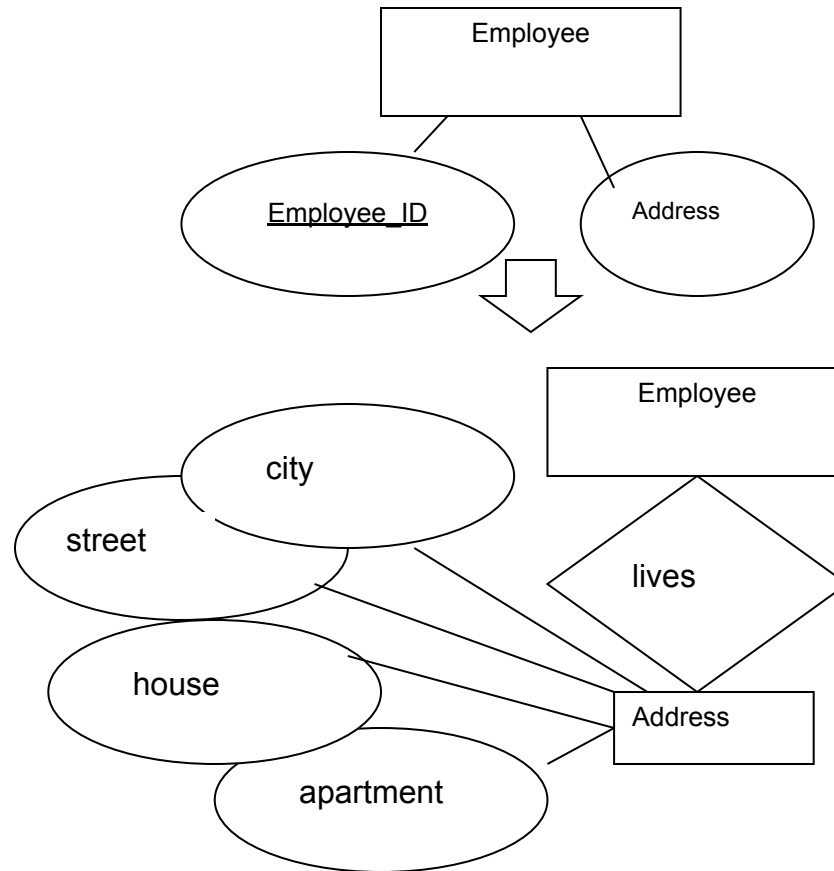 Employee
Employee_ID
Address
Employee
city
street
lives
house
Address
apartment